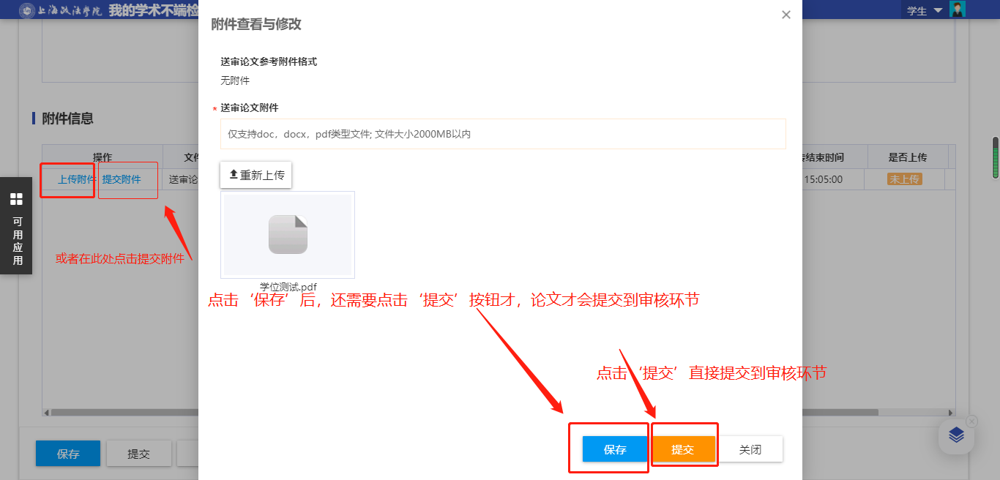 上海政法学院 我的学术不端检
学生
附件查看与修改
送审论文参考附件格式
无附件
附件信息
* 送审论文附件
仅支持doc，docx，pdf类型文件; 文件大小2000MB以内
操作
结束时间
是否上传
上传附件
提交附件
送审论
15:05:00
未上传
重新上传
可用应用
或者在此处点击提交附件
学位测试.pdf
点击‘保存’后，还需要点击‘提交’按钮才，论文才会提交到审核环节
点击‘提交’直接提交到审核环节
保存
提交
保存
提交
关闭